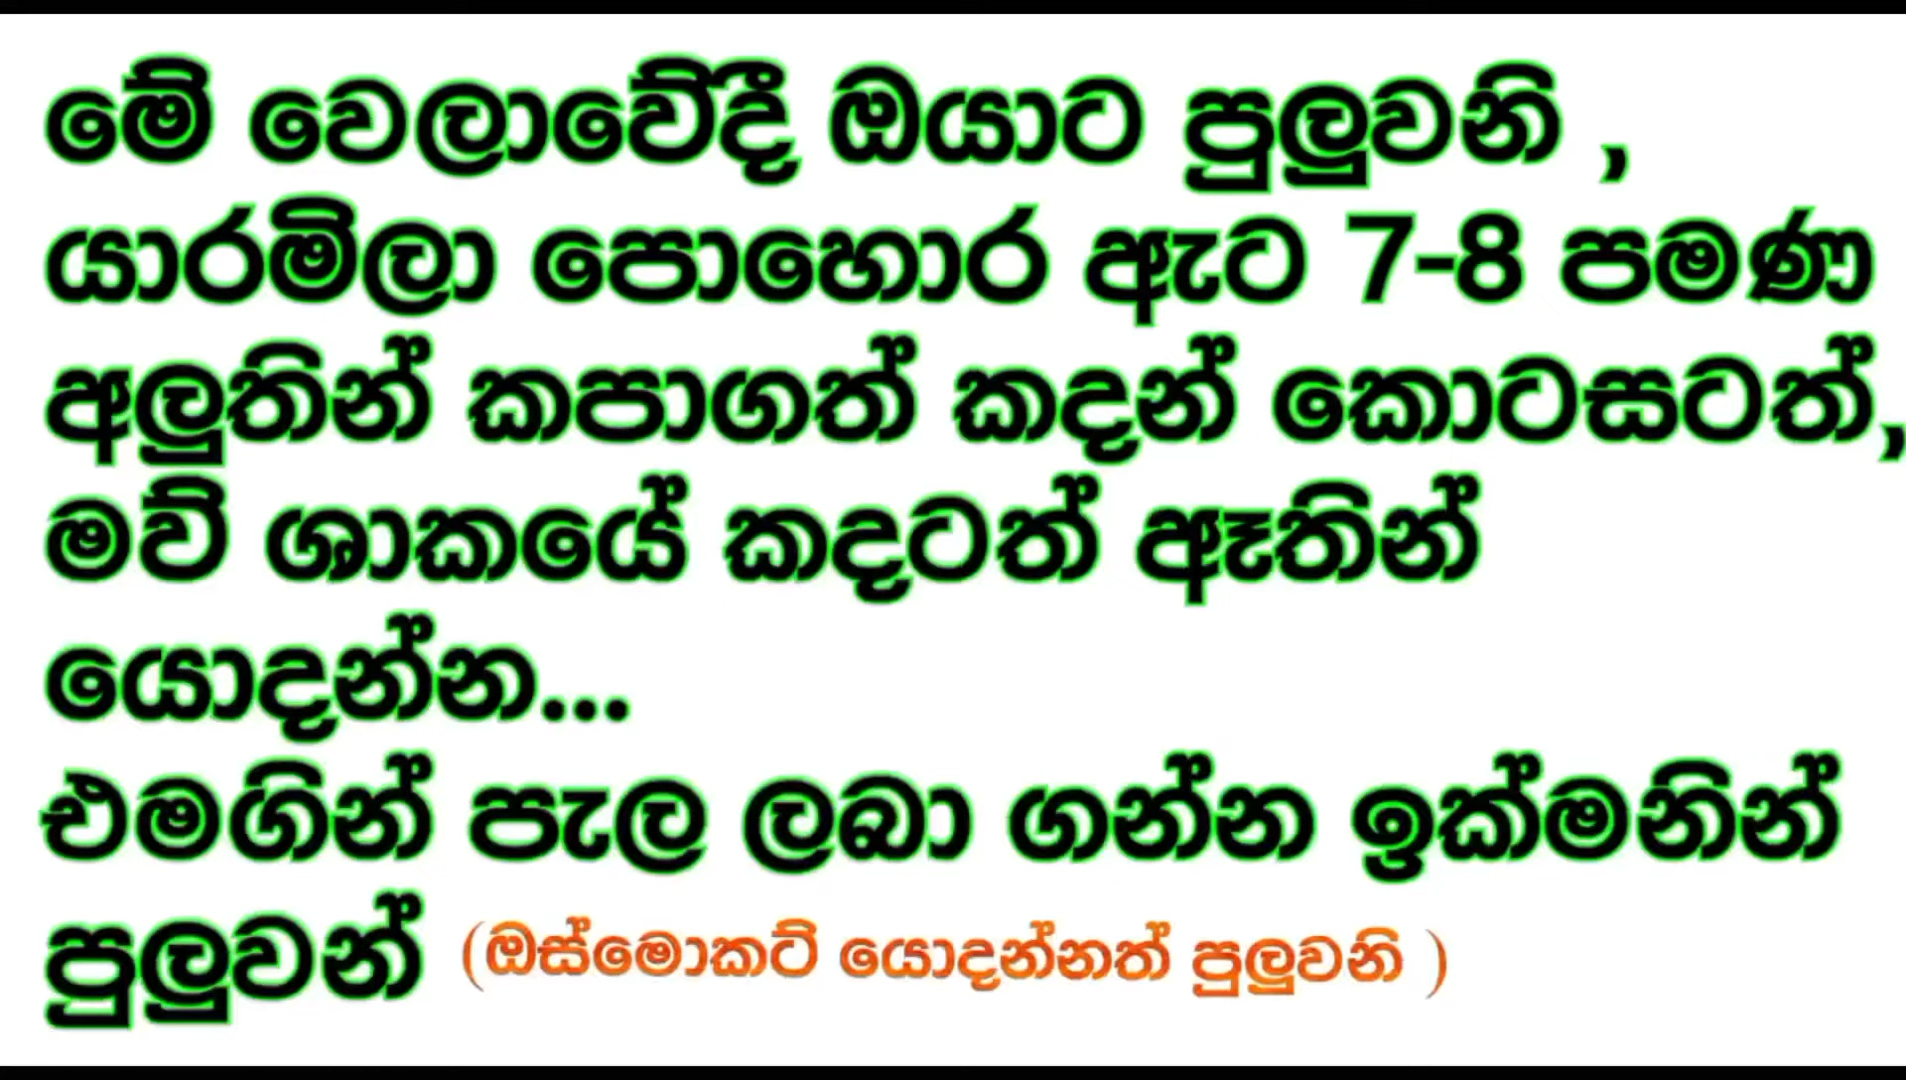 මේ වෙලාවේදී ඔයාට පුලුවනි ,
යාරමිලා පොහොර ඇට 7-8 පමණ
අලුතින් කපාගත් කදන් කොටසටත්,
මව් ශාකයේ කදටත් ඈතින්
යොදන්න...
එමගින් පැල ලබා ගන්න ඉක්මනින්
පුලුවන් (ඔස්මොකට් යොදන්නත් පුලුවනි )